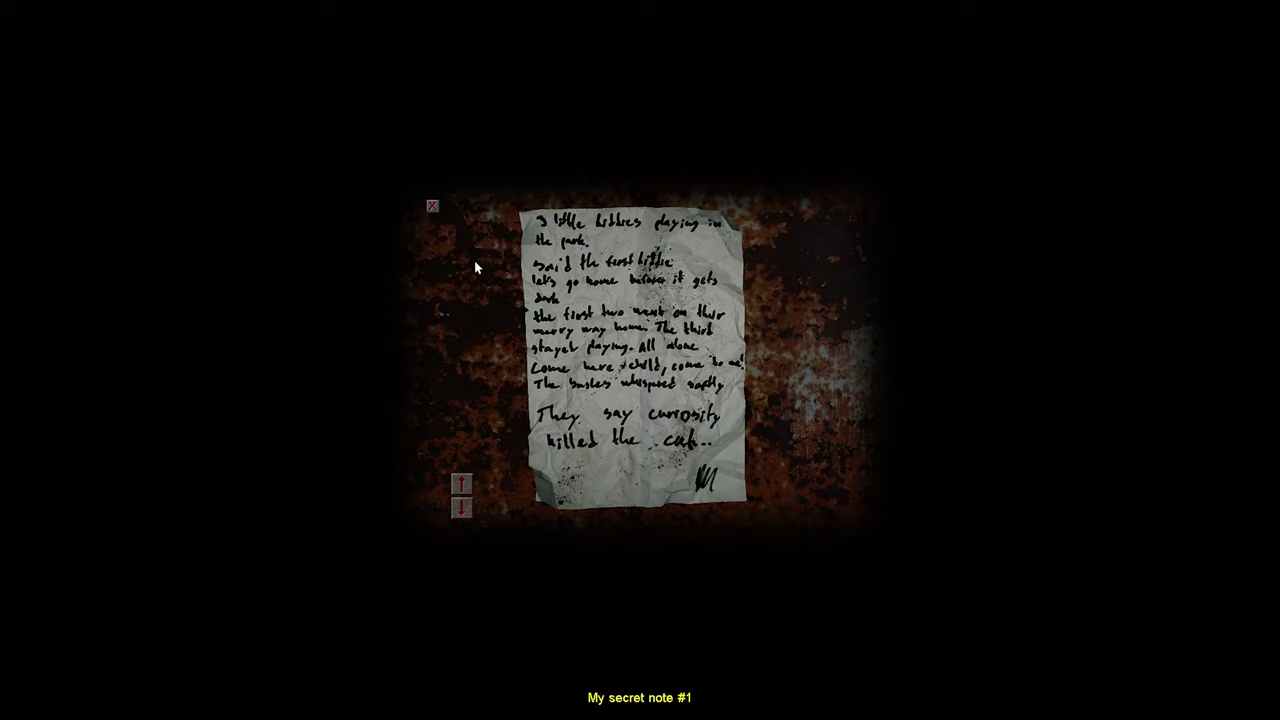 3 little kiddies playing in
the park.
said the first kiddie
let's go home before it gets
dark
the first two went on their
merry way home. The third
stayed playing. All alone
Come here child, come to me!
The bushes whispered softly
They say curiosity
killed the cat..
My secret note #1